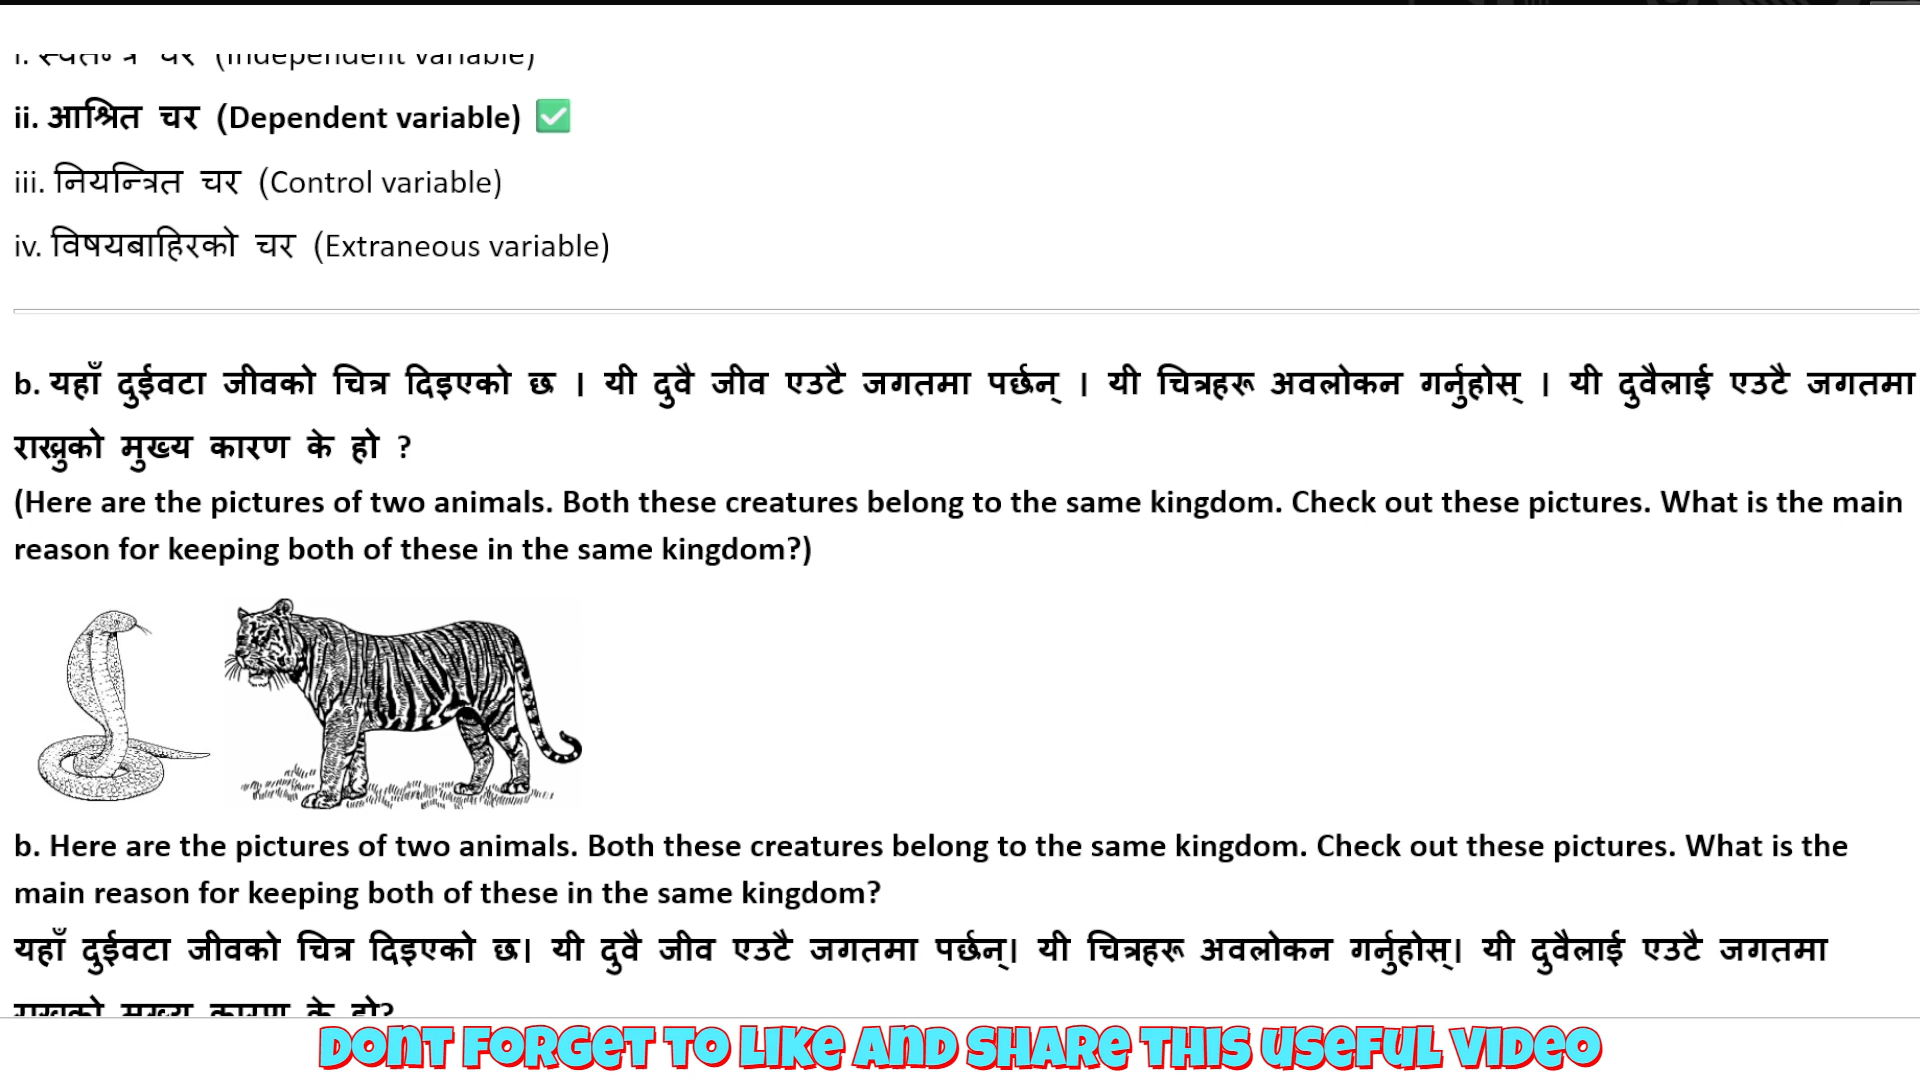 ii. आश्रित चर (Dependent variable) ✅
iii. नियन्त्रित चर (Control variable)
iv. विषयबाहिरको चर (Extraneous variable)
b. यहाँ दुईवटा जीवको चित्र दिइएको छ । यी दुवै जीव एउटै जगतमा पर्छन् । यी चित्रहरू अवलोकन गर्नुहोस् । यी दुवैलाई एउटै जगतमा
राख्नुको मुख्य कारण के हो ?
(Here are the pictures of two animals. Both these creatures belong to the same kingdom. Check out these pictures. What is the main
reason for keeping both of these in the same kingdom?)
b. Here are the pictures of two animals. Both these creatures belong to the same kingdom. Check out these pictures. What is the
main reason for keeping both of these in the same kingdom?
यहाँ दुईवटा जीवको चित्र दिइएको छ। यी दुवै जीव एउटै जगतमा पर्छन्। यी चित्रहरू अवलोकन गर्नुहोस्। यी दुवैलाई एउटै जगतमा
DONT FORGET TO LIKE AND SHARE THIS USEFUL VIDEO